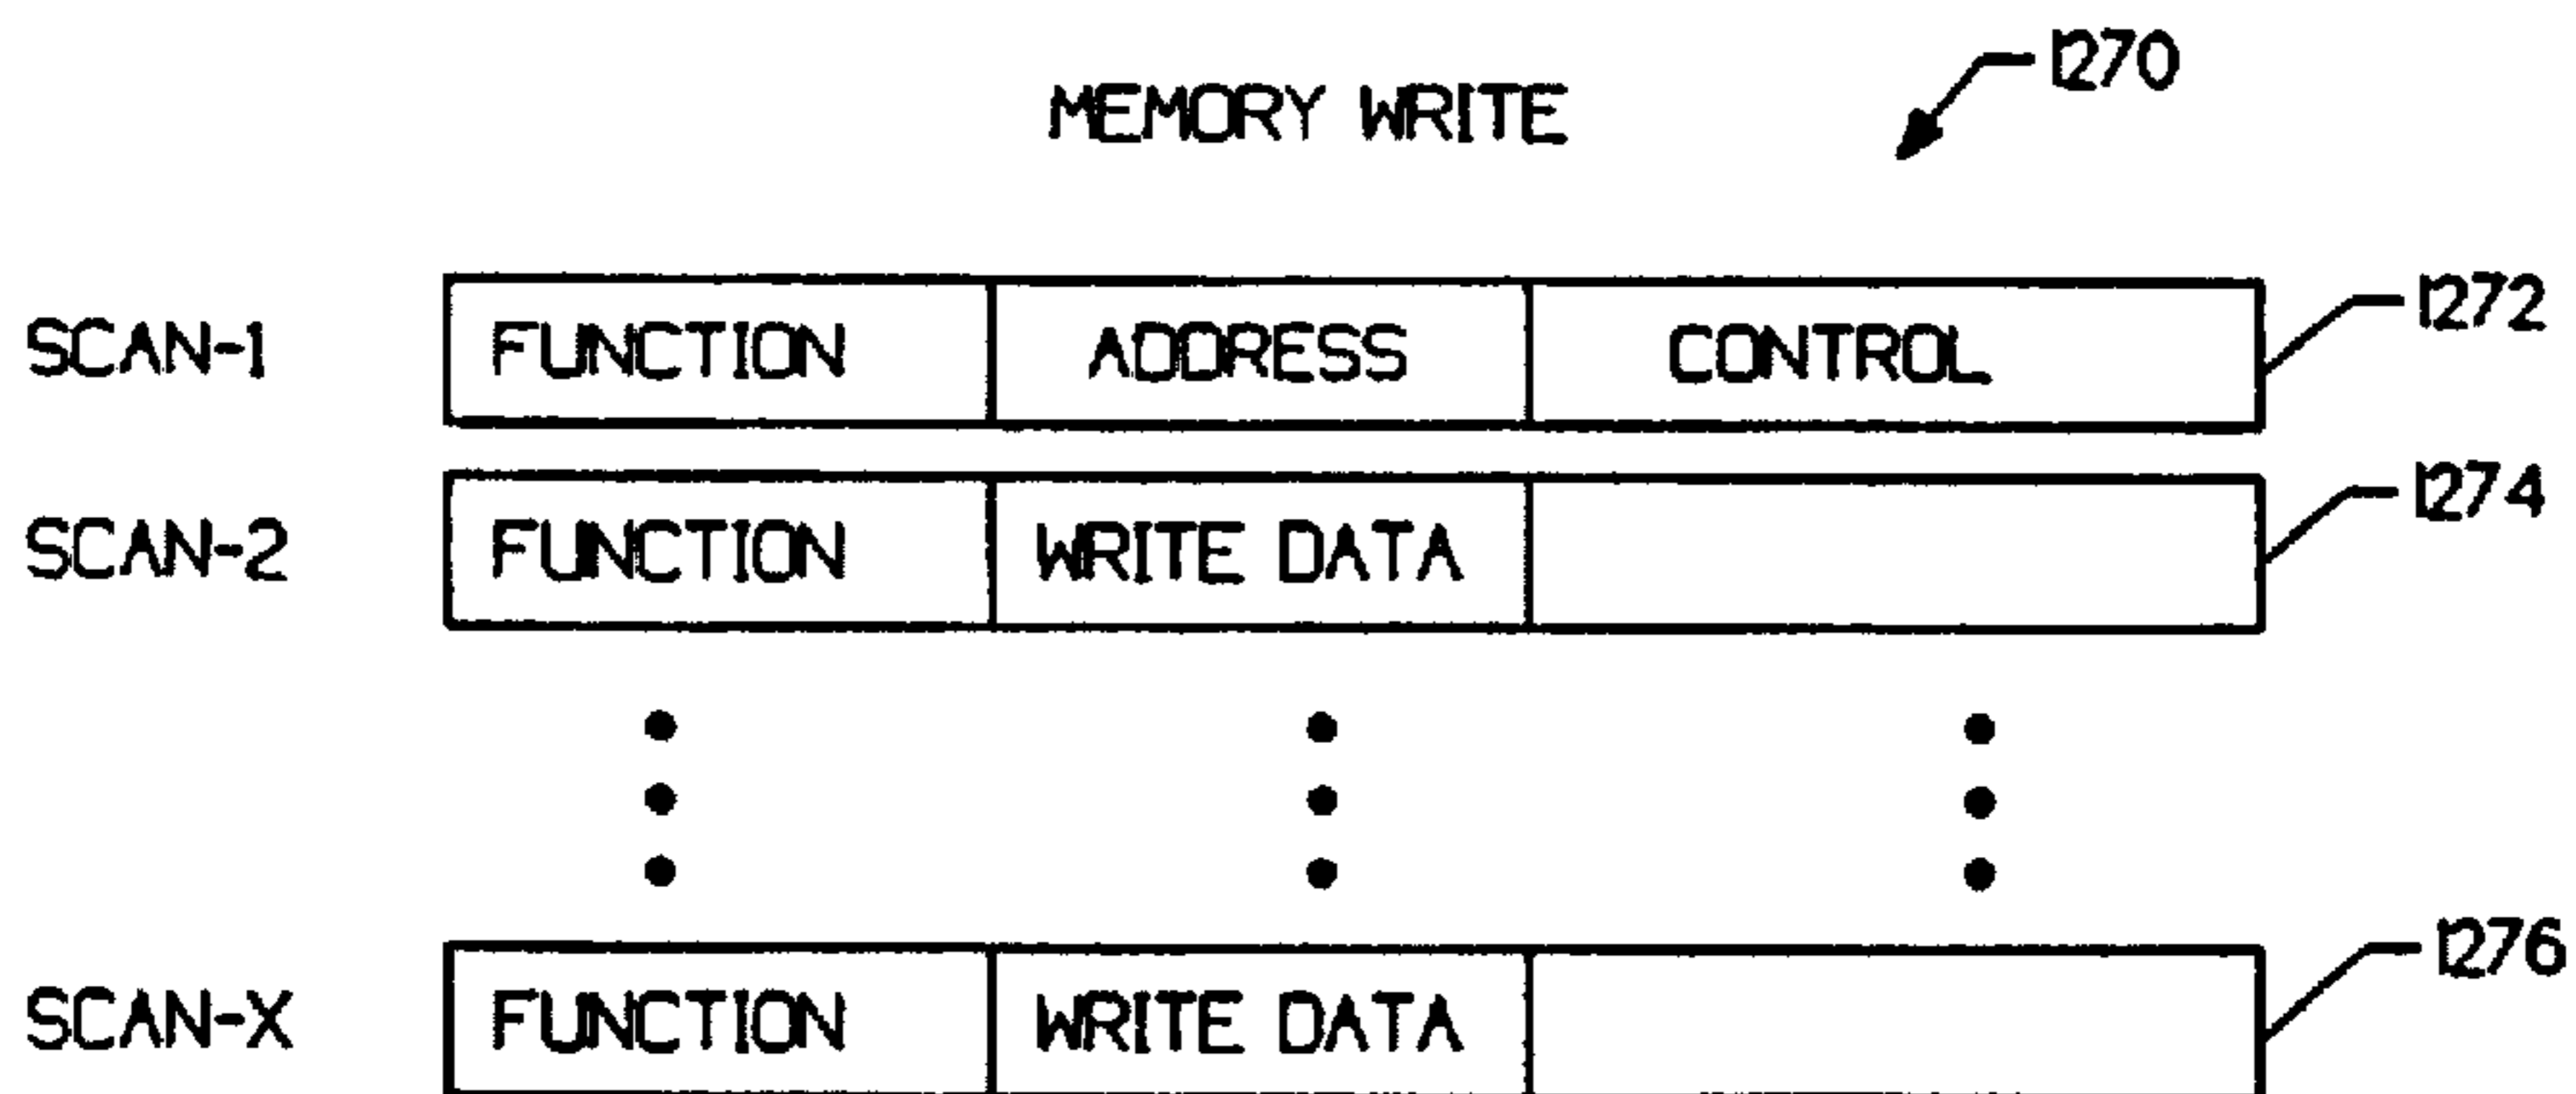 1270
MEMORY WRITE
SCAN-1 FUNCTION ADDRESS CONTROL 1272
SCAN-2 FUNCTION WRITE DATA 1274
SCAN-X FUNCTION WRITE DATA 1276